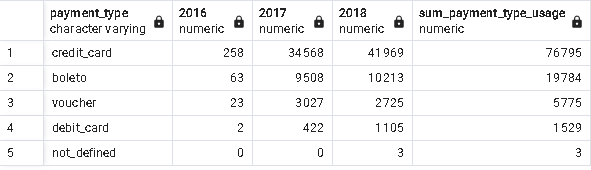 payment_type 2016 2017 2018 sum_payment_type_usage
character varying numeric numeric numeric numeric
1 credit_card 258 34568 41969 76795
2 boleto 63 9508 10213 19784
3 voucher 23 3027 2725 5775
4 debit_card 2 422 1105 1529
5 not_defined 0 0 3 3